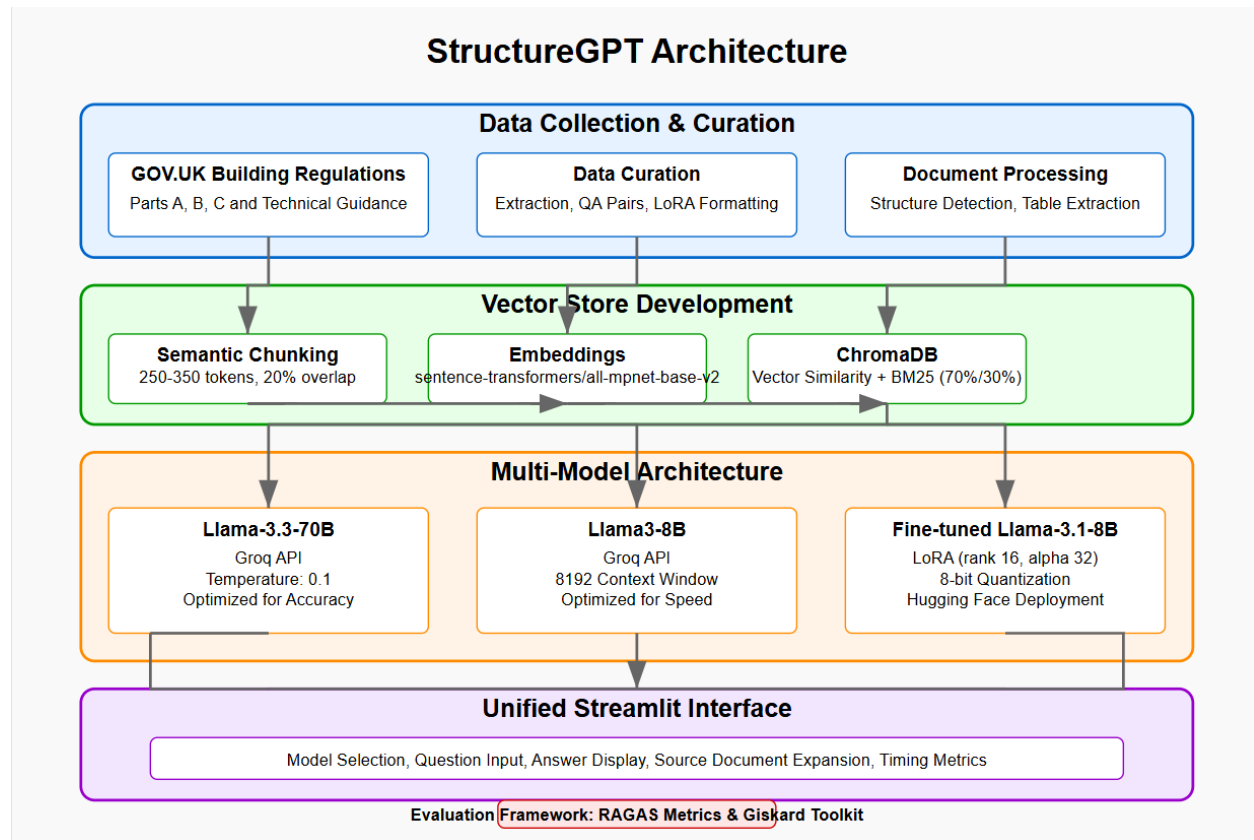 StructureGPT Architecture
Data Collection & Curation
GOV.UK Building Regulations
Parts A, B, C and Technical Guidance
Data Curation
Extraction, QA Pairs, LoRA Formatting
Document Processing
Structure Detection, Table Extraction
Vector Store Development
Semantic Chunking
250-350 tokens, 20% overlap
Embeddings
sentence-transformers/all-mpnet-base-v2
ChromaDB
Vector Similarity + BM25 (70%/30%)
Multi-Model Architecture
Llama-3.3-70B
Groq API
Temperature: 0.1
Optimized for Accuracy
Llama3-8B
Groq API
8192 Context Window
Optimized for Speed
Fine-tuned Llama-3.1-8B
LoRA (rank 16, alpha 32)
8-bit Quantization
Hugging Face Deployment
Unified Streamlit Interface
Model Selection, Question Input, Answer Display, Source Document Expansion, Timing Metrics
Evaluation Framework: RAGAS Metrics & Giskard Toolkit